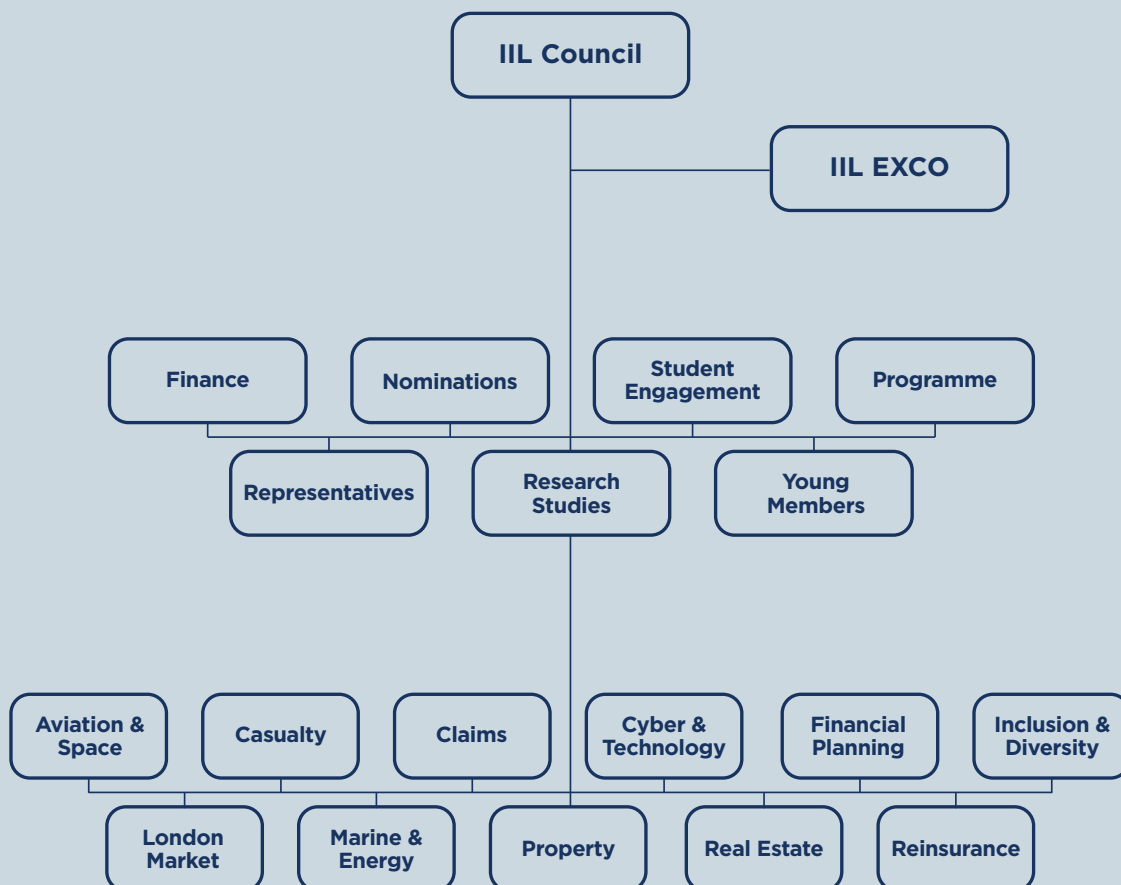 IIL Council
IIL EXCO
Finance
Nominations
Student
Engagement
Programme
Representatives
Research
Studies
Young
Members
Aviation &
Space
Casualty
Claims
Cyber &
Technology
Financial
Planning
Inclusion &
Diversity
London
Market
Marine &
Energy
Property
Real Estate
Reinsurance